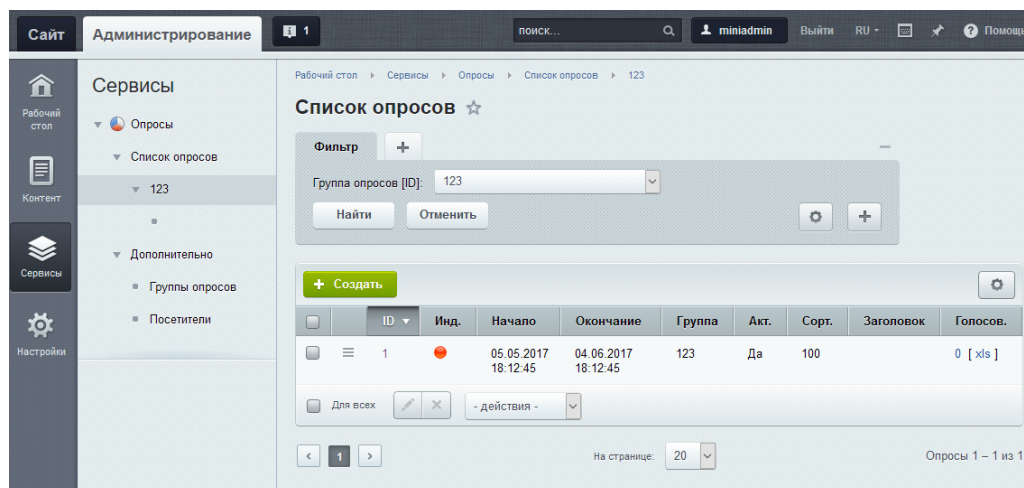 Сайт
Администрирование
1
поиск...
miniadmin
Выйти
RU
Помощь
Рабочий стол
Контент
Сервисы
Настройки
Сервисы
Опросы
Список опросов
123
Дополнительно
Группы опросов
Посетители
Рабочий стол Сервисы Опросы Список опросов 123
Список опросов
Фильтр
Группа опросов [ID]: 123
Найти Отменить
Создать
ID Инд. Начало Окончание Группа Акт. Сорт. Заголовок Голосов.
1 05.05.2017 18:12:45 04.06.2017 18:12:45 123 Да 100 0 [ xls ]
Для всех - действия -
1
На странице: 20
Опросы 1 – 1 из 1